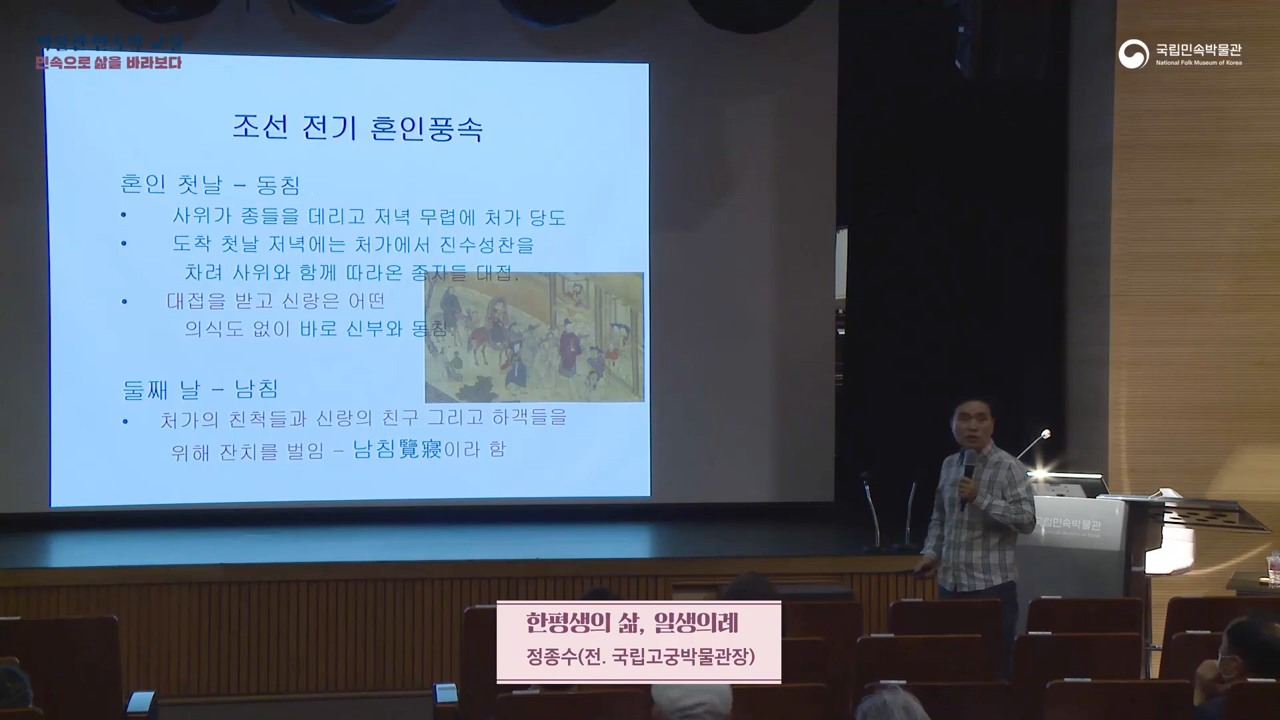 민속으로 삶을 바라보다
국립민속박물관
National Folk Museum of Korea
조선 전기 혼인풍속
혼인 첫날 – 동침
• 사위가 종들을 데리고 저녁 무렵에 처가 당도
• 도착 첫날 저녁에는 처가에서 진수성찬을
차려 사위와 함께 따라온 종자들 대접.
• 대접을 받고 신랑은 어떤
의식도 없이 바로 신부와 동침
둘째 날 – 남침
• 처가의 친척들과 신랑의 친구 그리고 하객들을
위해 잔치를 벌임 – 남침覽寢이라 함
국립민속박물관
한평생의 삶, 일생의례
정종수(전. 국립고궁박물관장)